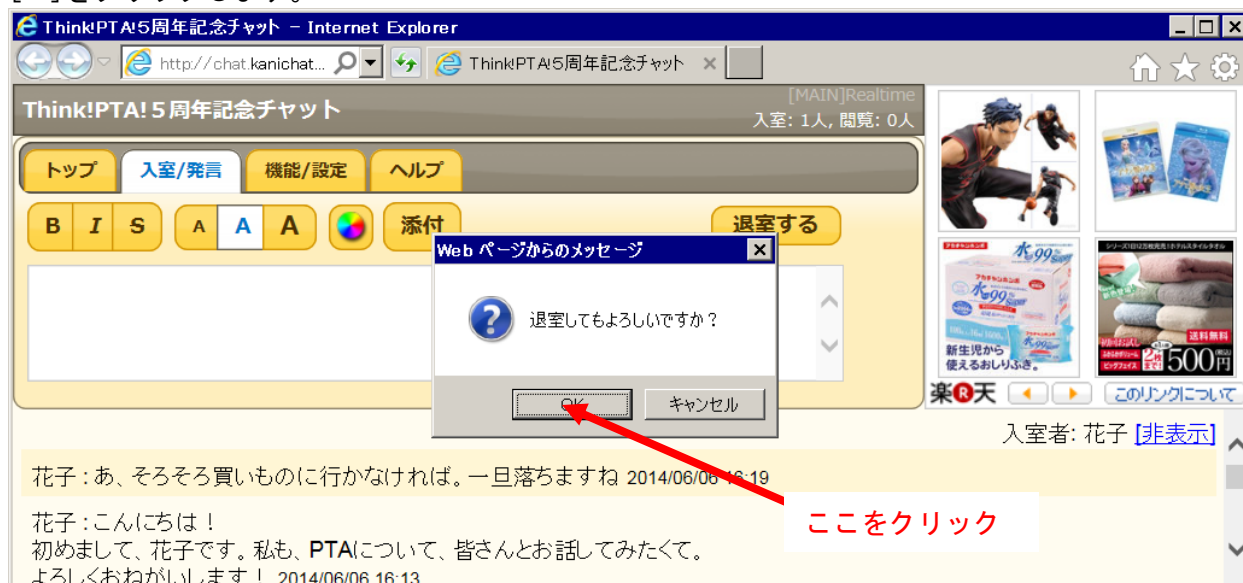 Think!PTA!5周年記念チャット - Internet Explorer
http://chat.kanichat...
Think!PTA!5周年記念チャット
Think!PTA!5周年記念チャット
[MAIN]Realtime
入室: 1人, 閲覧: 0人
トップ
入室/発言
機能/設定
ヘルプ
B I S A A A 添付
退室する
Web ページからのメッセージ
退室してもよろしいですか?
OK
キャンセル
水99 Super
新生児から
使えるおしりふき。
送料無料
2枚まで! 500円
楽R天
このリンクについて
入室者: 花子 [非表示]
花子 : あ、そろそろ買いものに行かなければ。一旦落ちますね 2014/06/06 16:19
ここをクリック
花子 : こんにちは!
初めまして、花子です。私も、PTAについて、皆さんとお話してみたくて。
よろしくおねがいします! 2014/06/06 16:13